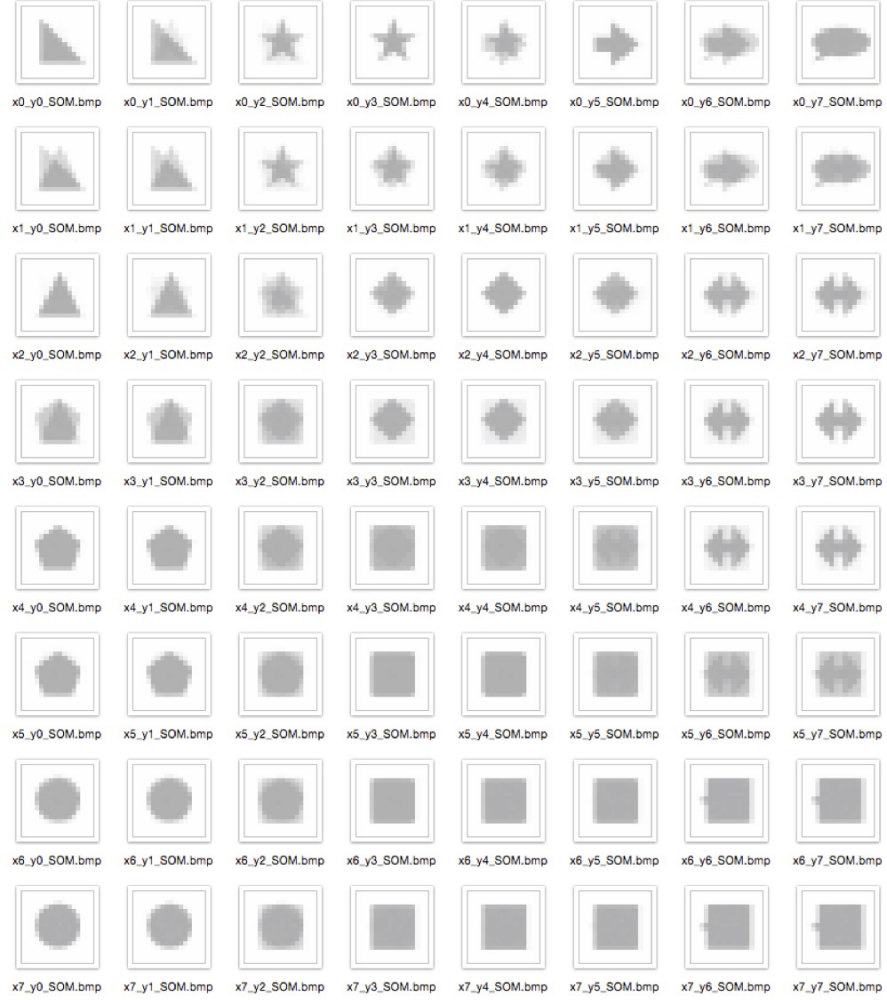 x0_y0_SOM.bmp x0_y1_SOM.bmp x0_y2_SOM.bmp x0_y3_SOM.bmp x0_y4_SOM.bmp x0_y5_SOM.bmp x0_y6_SOM.bmp x0_y7_SOM.bmp
x1_y0_SOM.bmp x1_y1_SOM.bmp x1_y2_SOM.bmp x1_y3_SOM.bmp x1_y4_SOM.bmp x1_y5_SOM.bmp x1_y6_SOM.bmp x1_y7_SOM.bmp
x2_y0_SOM.bmp x2_y1_SOM.bmp x2_y2_SOM.bmp x2_y3_SOM.bmp x2_y4_SOM.bmp x2_y5_SOM.bmp x2_y6_SOM.bmp x2_y7_SOM.bmp
x3_y0_SOM.bmp x3_y1_SOM.bmp x3_y2_SOM.bmp x3_y3_SOM.bmp x3_y4_SOM.bmp x3_y5_SOM.bmp x3_y6_SOM.bmp x3_y7_SOM.bmp
x4_y0_SOM.bmp x4_y1_SOM.bmp x4_y2_SOM.bmp x4_y3_SOM.bmp x4_y4_SOM.bmp x4_y5_SOM.bmp x4_y6_SOM.bmp x4_y7_SOM.bmp
x5_y0_SOM.bmp x5_y1_SOM.bmp x5_y2_SOM.bmp x5_y3_SOM.bmp x5_y4_SOM.bmp x5_y5_SOM.bmp x5_y6_SOM.bmp x5_y7_SOM.bmp
x6_y0_SOM.bmp x6_y1_SOM.bmp x6_y2_SOM.bmp x6_y3_SOM.bmp x6_y4_SOM.bmp x6_y5_SOM.bmp x6_y6_SOM.bmp x6_y7_SOM.bmp
x7_y0_SOM.bmp x7_y1_SOM.bmp x7_y2_SOM.bmp x7_y3_SOM.bmp x7_y4_SOM.bmp x7_y5_SOM.bmp x7_y6_SOM.bmp x7_y7_SOM.bmp